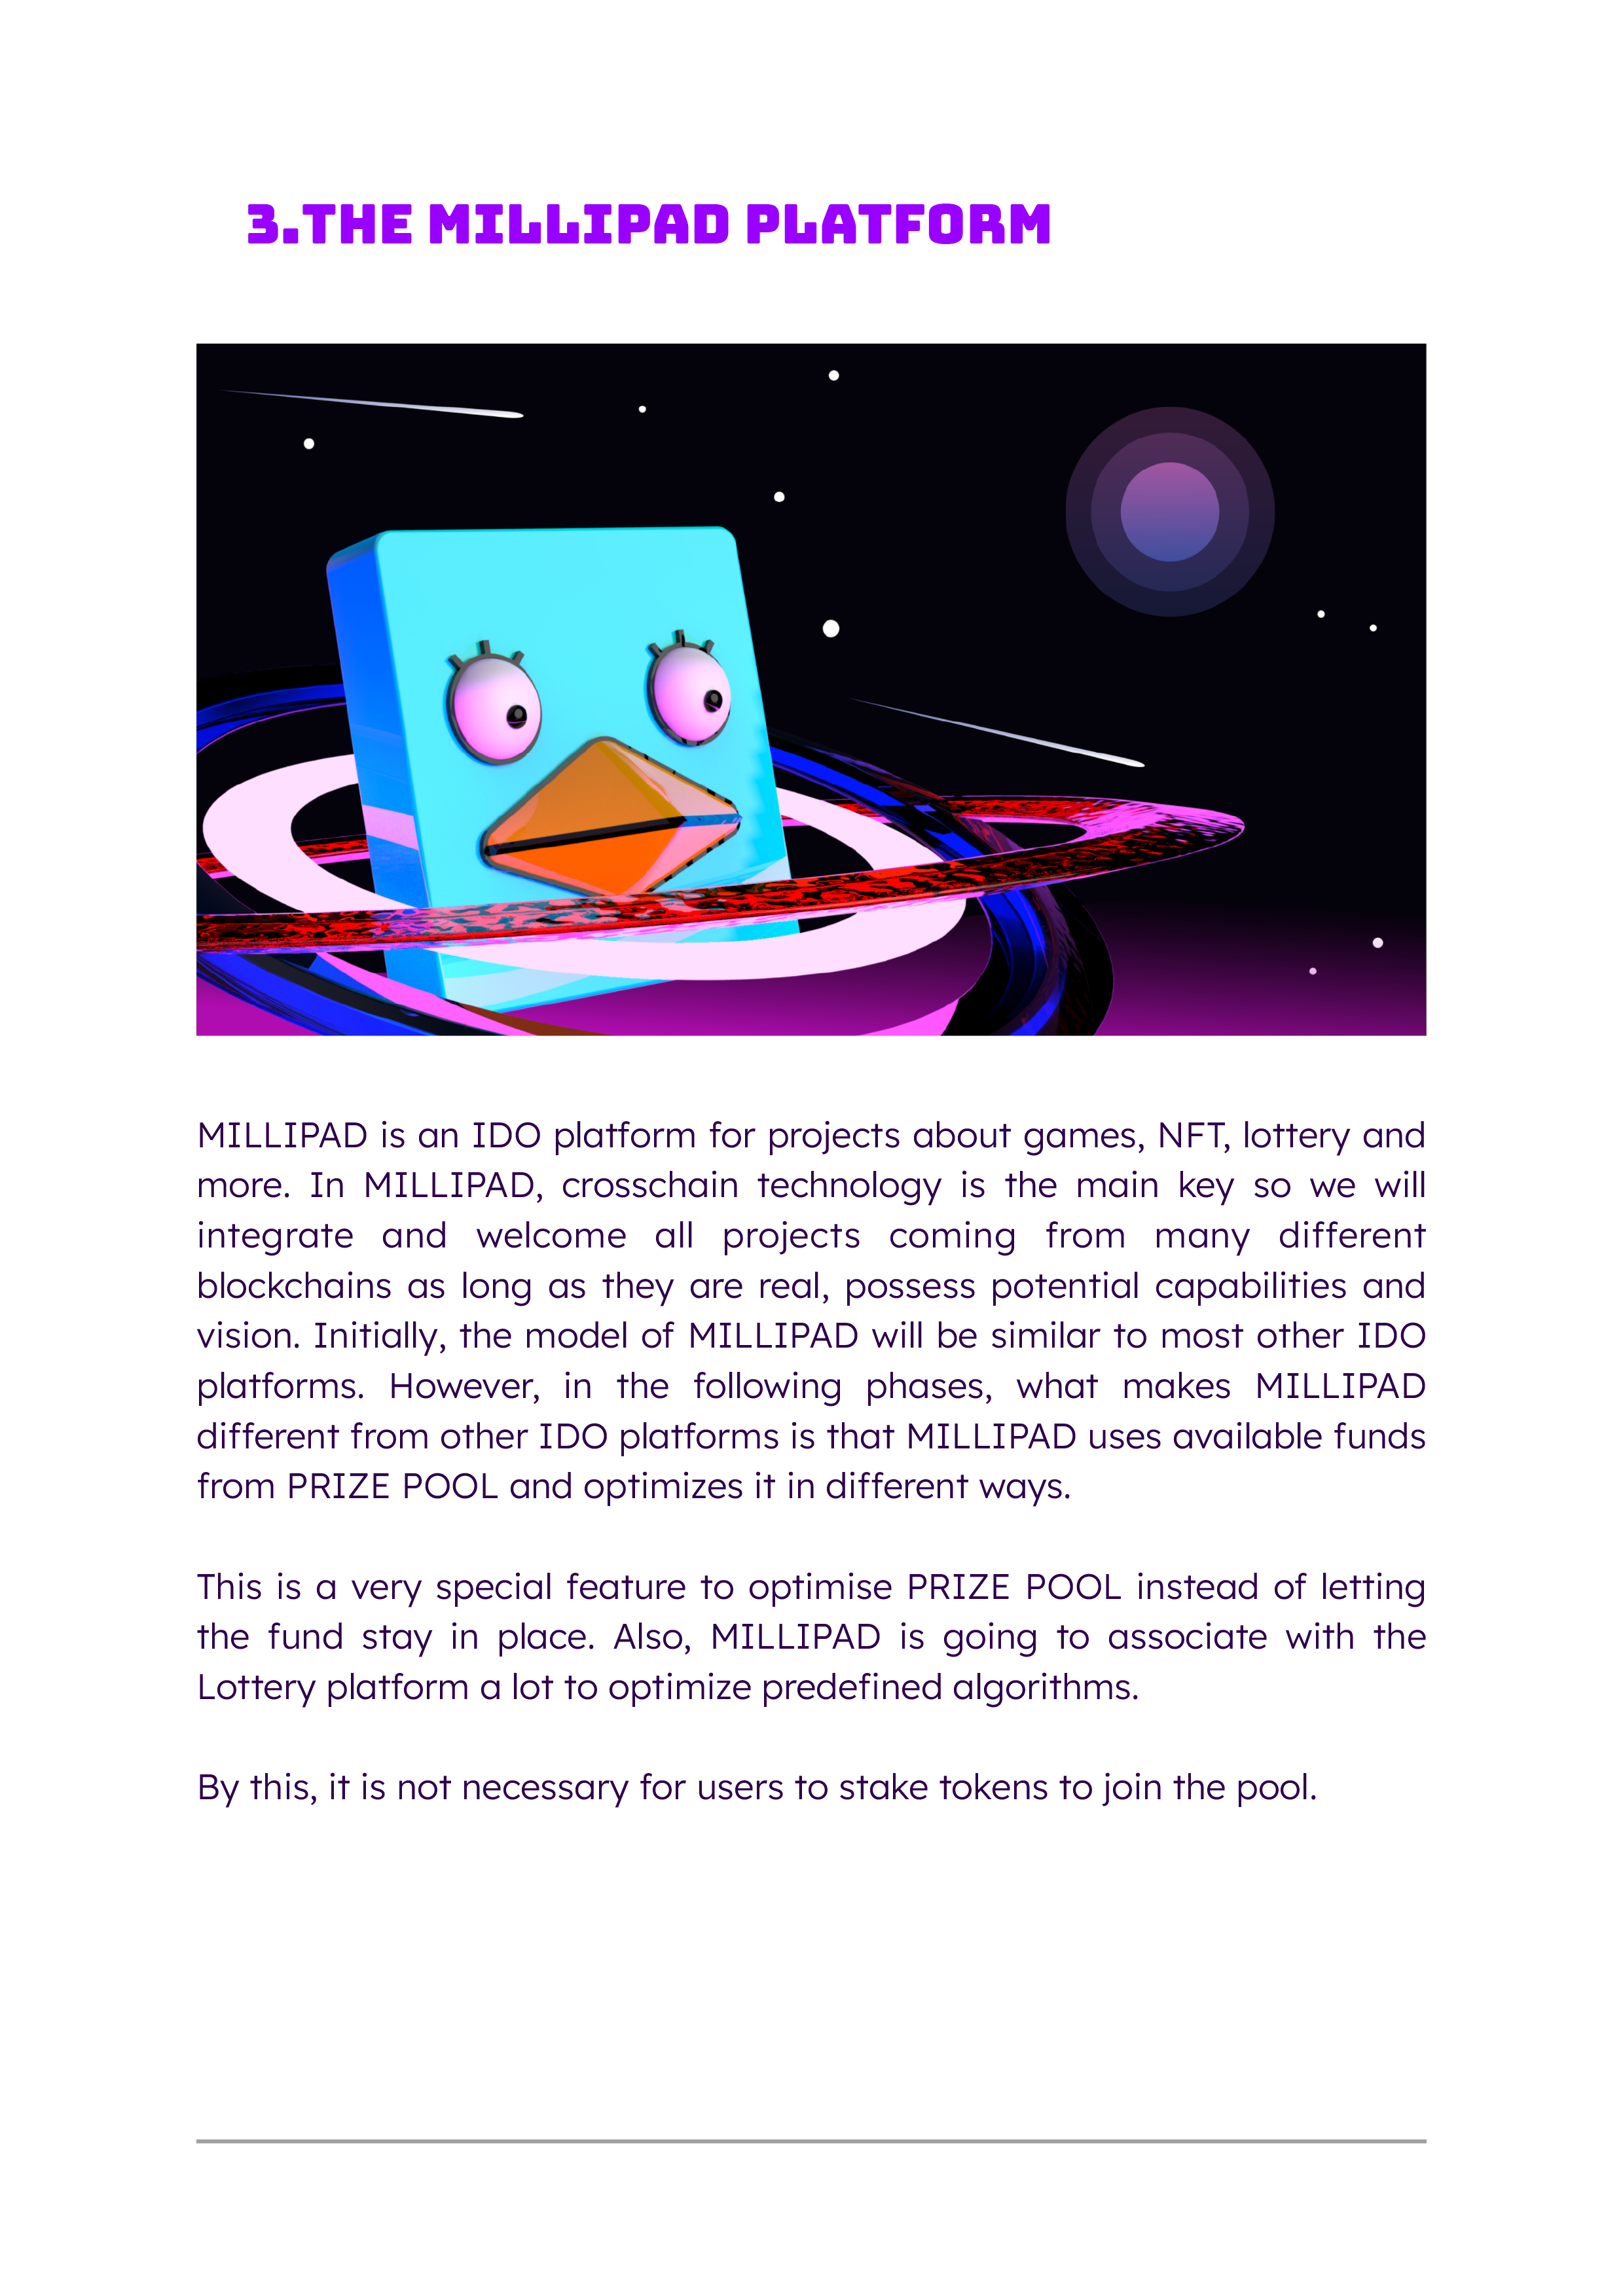 3.THE MILLIPAD PLATFORM
MILLIPAD is an IDO platform for projects about games, NFT, lottery and
more. In MILLIPAD, crosschain technology is the main key so we will
integrate and welcome all projects coming from many different
blockchains as long as they are real, possess potential capabilities and
vision. Initially, the model of MILLIPAD will be similar to most other IDO
platforms. However, in the following phases, what makes MILLIPAD
different from other IDO platforms is that MILLIPAD uses available funds
from PRIZE POOL and optimizes it in different ways.
This is a very special feature to optimise PRIZE POOL instead of letting
the fund stay in place. Also, MILLIPAD is going to associate with the
Lottery platform a lot to optimize predefined algorithms.
By this, it is not necessary for users to stake tokens to join the pool.